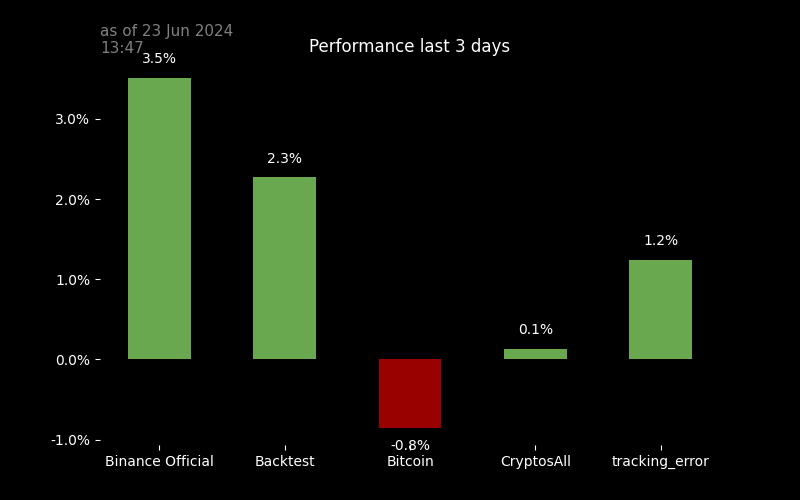 as of 23 Jun 2024
13:47
Performance last 3 days
3.5%
3.0%
2.3%
2.0%
1.2%
1.0%
0.1%
0.0%
-0.8%
-1.0%
Binance Official
Backtest
Bitcoin
CryptosAll
tracking_error